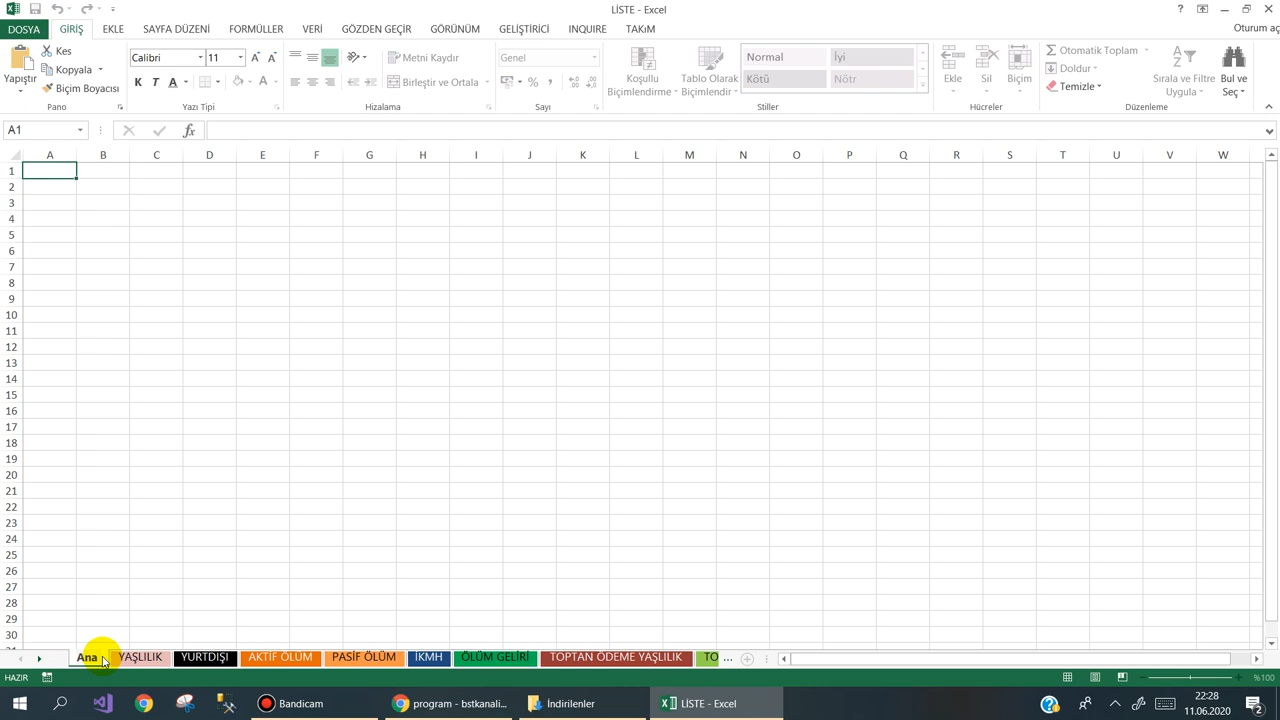 LİSTE - Excel
DOSYA GİRİŞ EKLE SAYFA DÜZENİ FORMÜLLER VERİ GÖZDEN GEÇİR GÖRÜNÜM GELİŞTİRİCİ INQUIRE TAKıM Oturum aç
Yapıştır
Kes
Kopyala
Biçim Boyacısı
Pano
Calibri 11
K T A
Yazı Tipi
Metni Kaydır
Birleştir ve Ortala
Hizalama
Genel
Sayı
Koşullu Biçimlendirme
Tablo Olarak Biçimlendir
Normal İyi
Kötü Nötr
Stiller
Ekle Sil Biçim
Hücreler
Otomatik Toplam
Doldur
Temizle
Sırala ve Filtre Uygula
Bul ve Seç
Düzenleme
A1 fx
A B C D E F G H I J K L M N O P Q R S T U V W
1
2
3
4
5
6
7
8
9
10
11
12
13
14
15
16
17
18
19
20
21
22
23
24
25
26
27
28
29
30
Ana YAŞLILIK YURTDIŞI AKTİF ÖLÜM PASİF ÖLÜM İKMH ÖLÜM GELİRİ TOPTAN ÖDEME YAŞLILIK TO ...
HAZIR %100
Bandicam program - bstkanali... İndirilenler LİSTE - Excel 22:28
11.06.2020 2